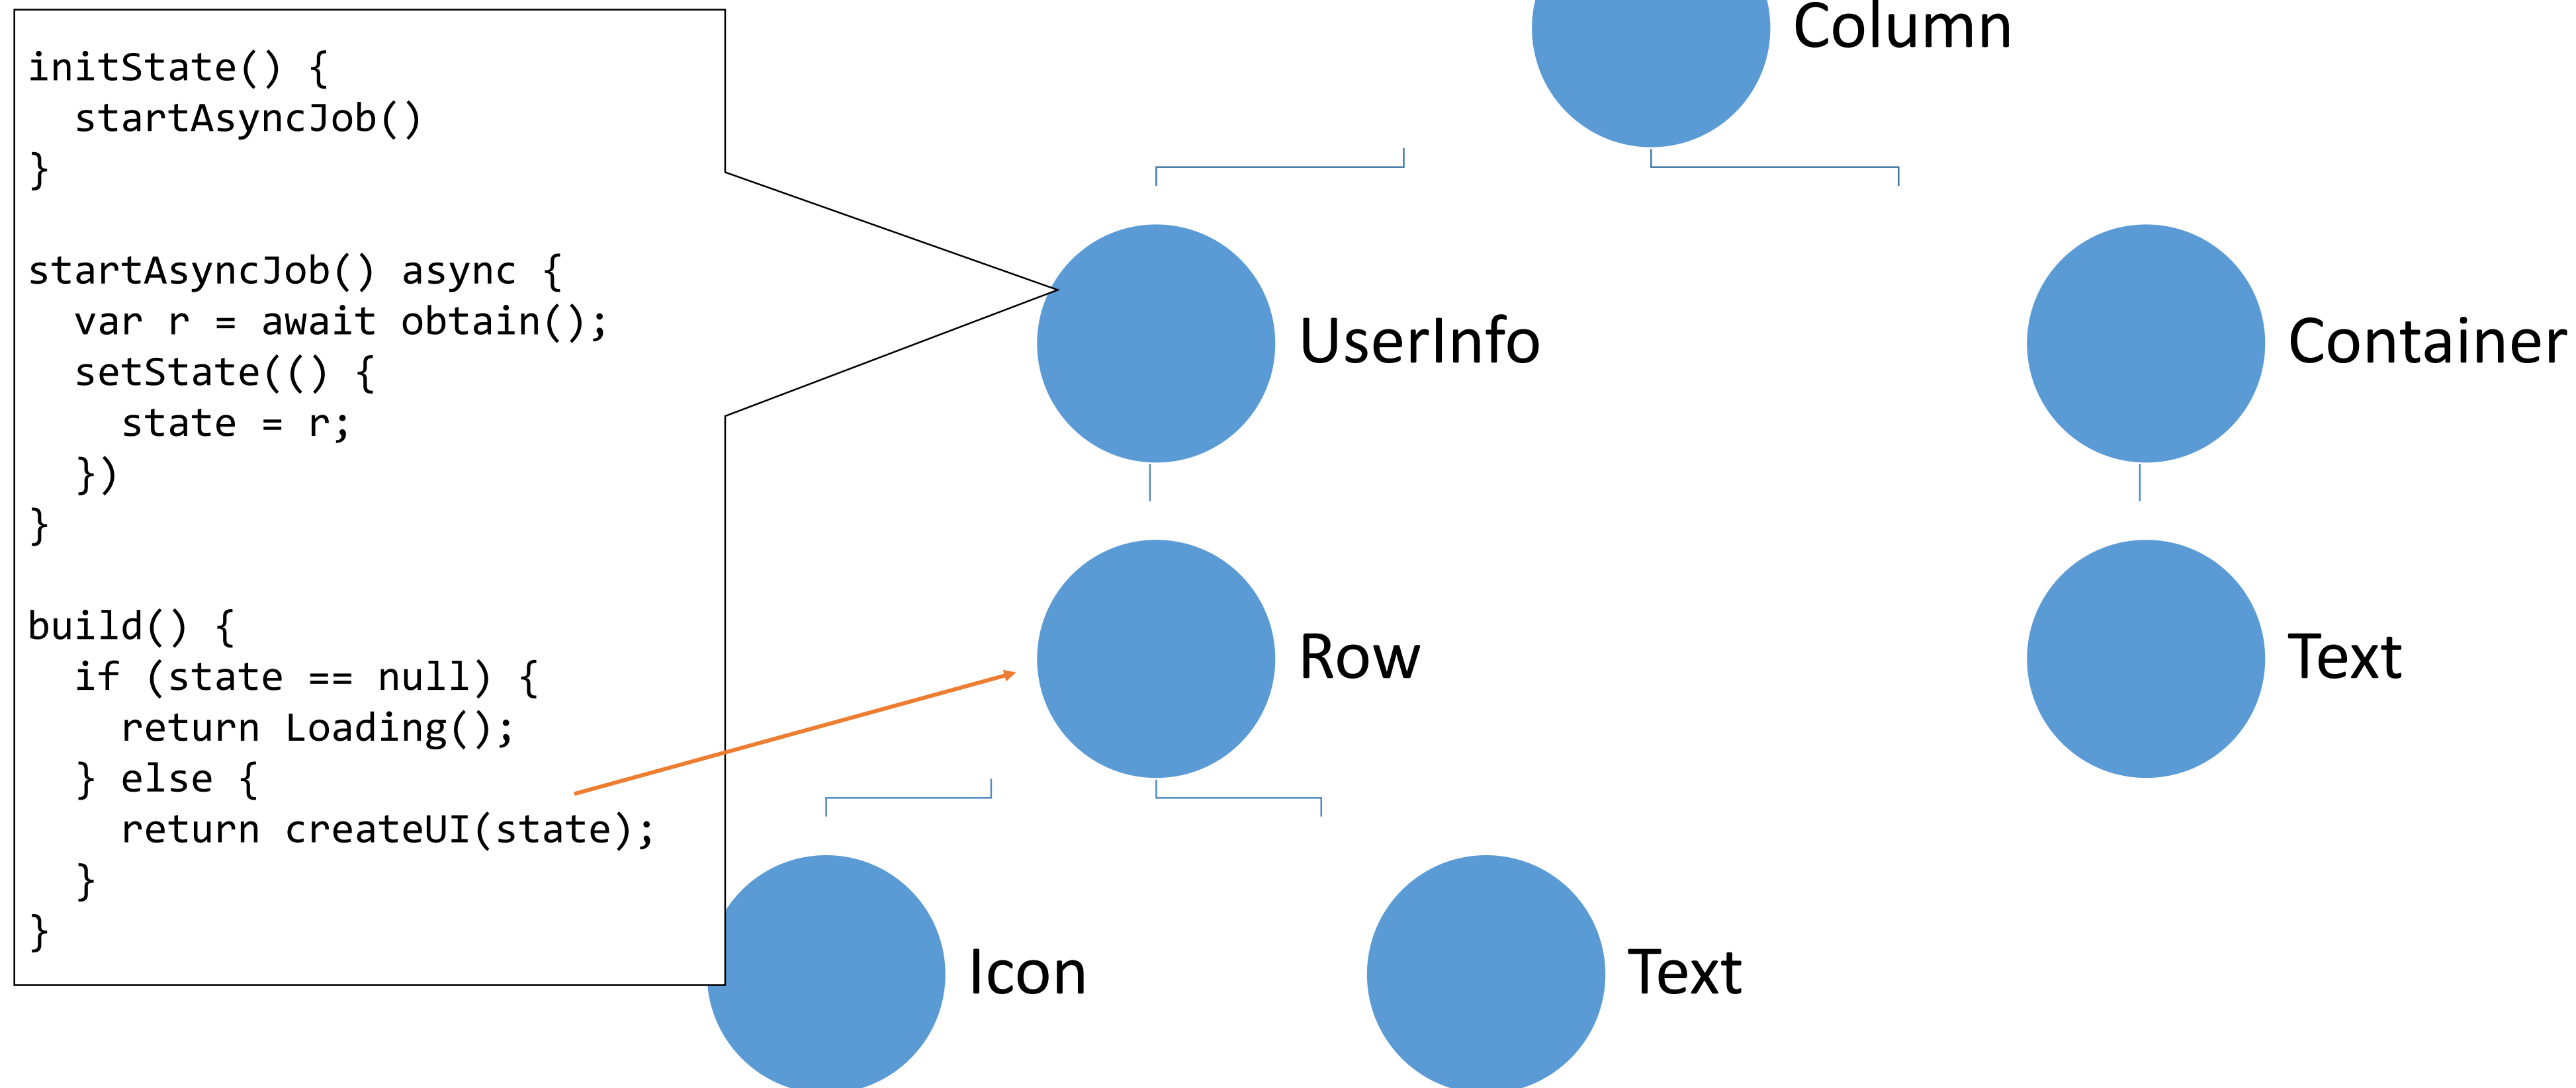 initState() {
  startAsyncJob()
}

startAsyncJob() async {
  var r = await obtain();
  setState(() {
    state = r;
  })
}

build() {
  if (state == null) {
    return Loading();
  } else {
    return createUI(state);
  }
}
Column
UserInfo
Container
Row
Text
Icon
Text